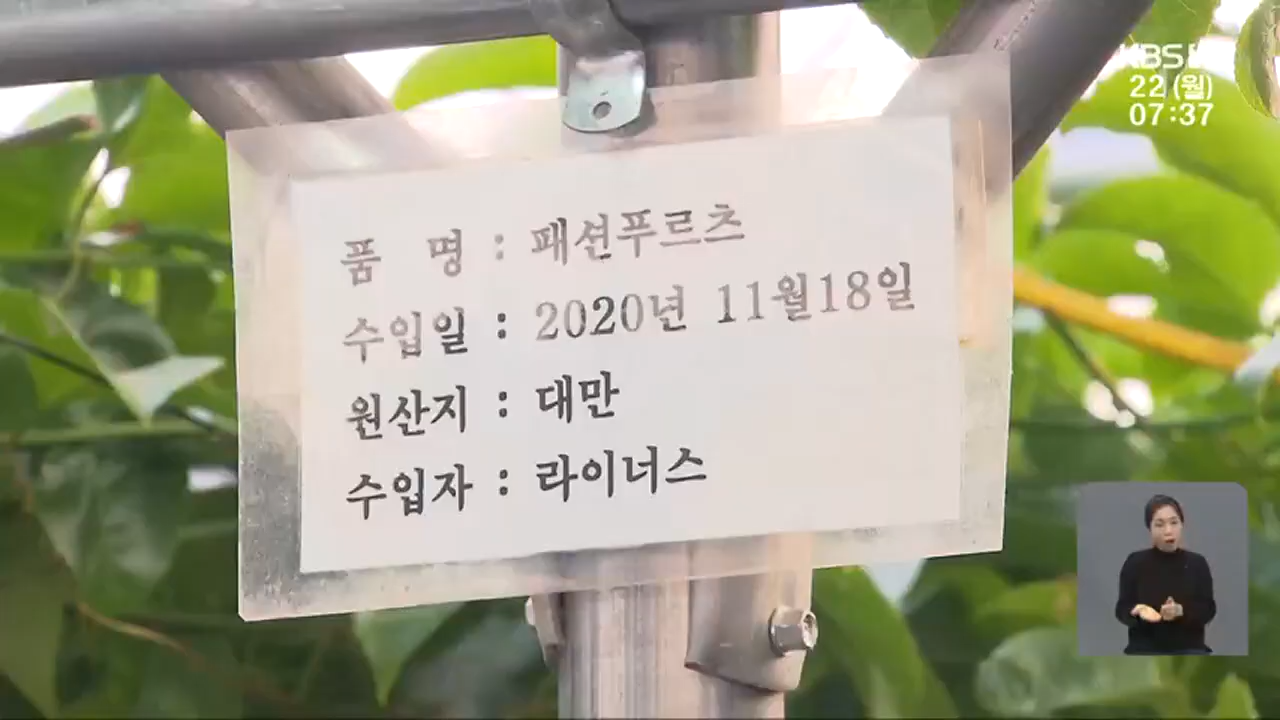 KBS
22 (월)
07:37
품 명 : 패션푸르츠
수입일 : 2020년 11월18일
원산지 : 대만
수입자 : 라이너스